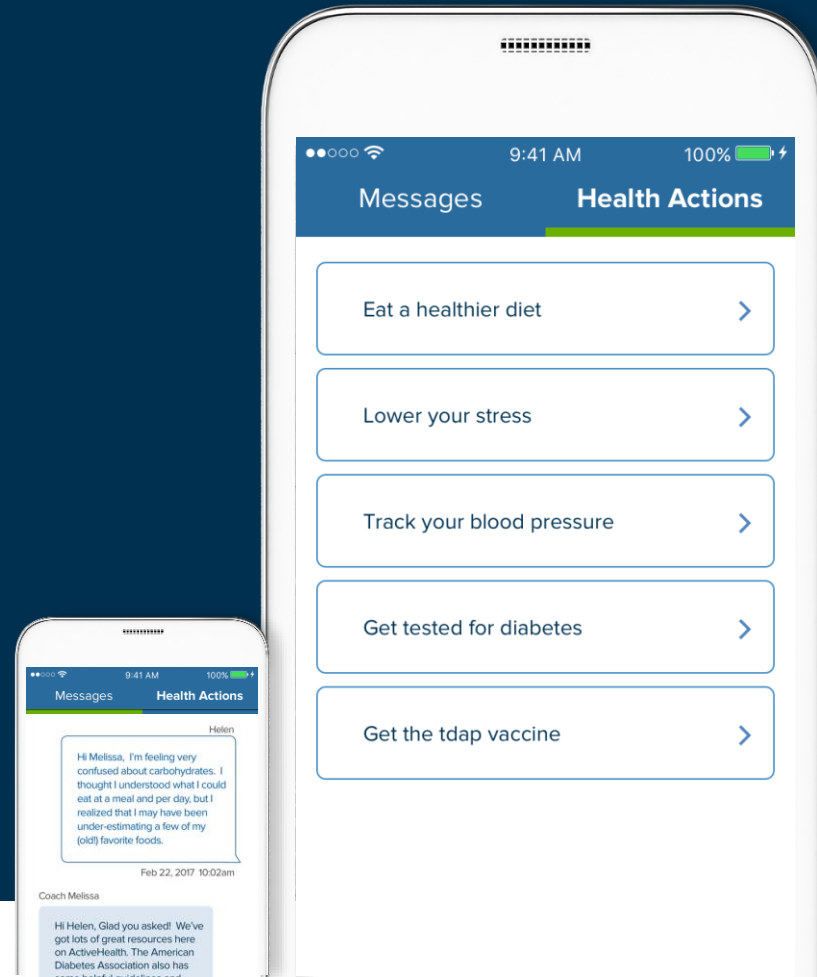 9:41 AM 100%
Messages Health Actions
Eat a healthier diet
Lower your stress
Track your blood pressure
Get tested for diabetes
Get the tdap vaccine
9:41 AM 100%
Messages Health Actions
Helen
Hi Melissa, I'm feeling very
confused about carbohydrates. I
thought I understood what I could
eat at a meal and per day, but I
realized that I may have been
under-estimating a few of my
(old!) favorite foods.
Feb 22, 2017 10:02am
Coach Melissa
Hi Helen, Glad you asked! We've
got lots of great resources here
on ActiveHealth. The American
Diabetes Association also has
some helpful guidelines and